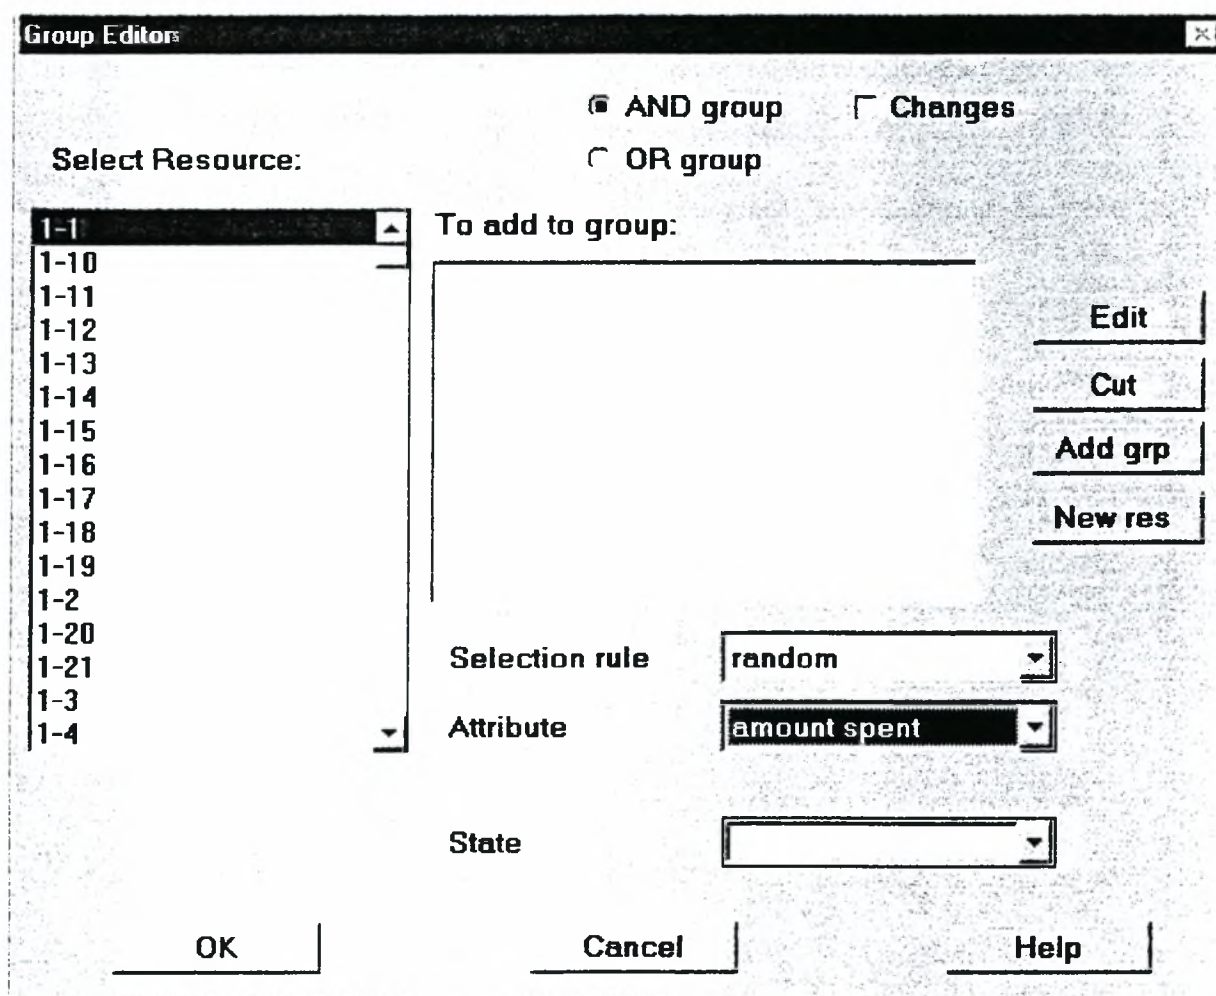 Group Editors
AND group
Changes
Select Resource:
OR group
1-1
To add to group:
1-10
1-11
1-12
1-13
1-14
1-15
1-16
1-17
1-18
1-19
1-2
1-20
1-21
1-3
1-4
Edit
Cut
Add grp
New res
Selection rule
random
Attribute
amount spent
State
OK
Cancel
Help